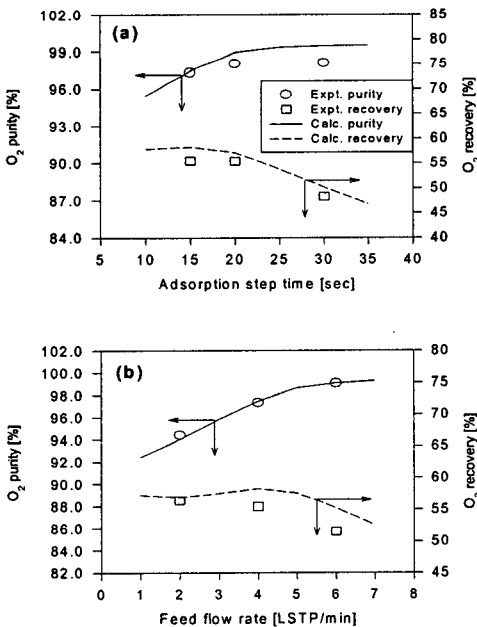 (a)
O2 purity [%]
102.0
99.0
96.0
93.0
90.0
87.0
84.0
85
80
75
70
65
60
55
50
45
40
O2 recovery [%]
Expt. purity
Expt. recovery
Calc. purity
Calc. recovery
5 10 15 20 25 30 35 40
Adsorption step time [sec]
(b)
O2 purity [%]
102.0
100.0
98.0
96.0
94.0
92.0
90.0
88.0
86.0
84.0
82.0
80
75
70
65
60
55
50
45
O2 recovery [%]
0 1 2 3 4 5 6 7 8
Feed flow rate [LSTP/min]